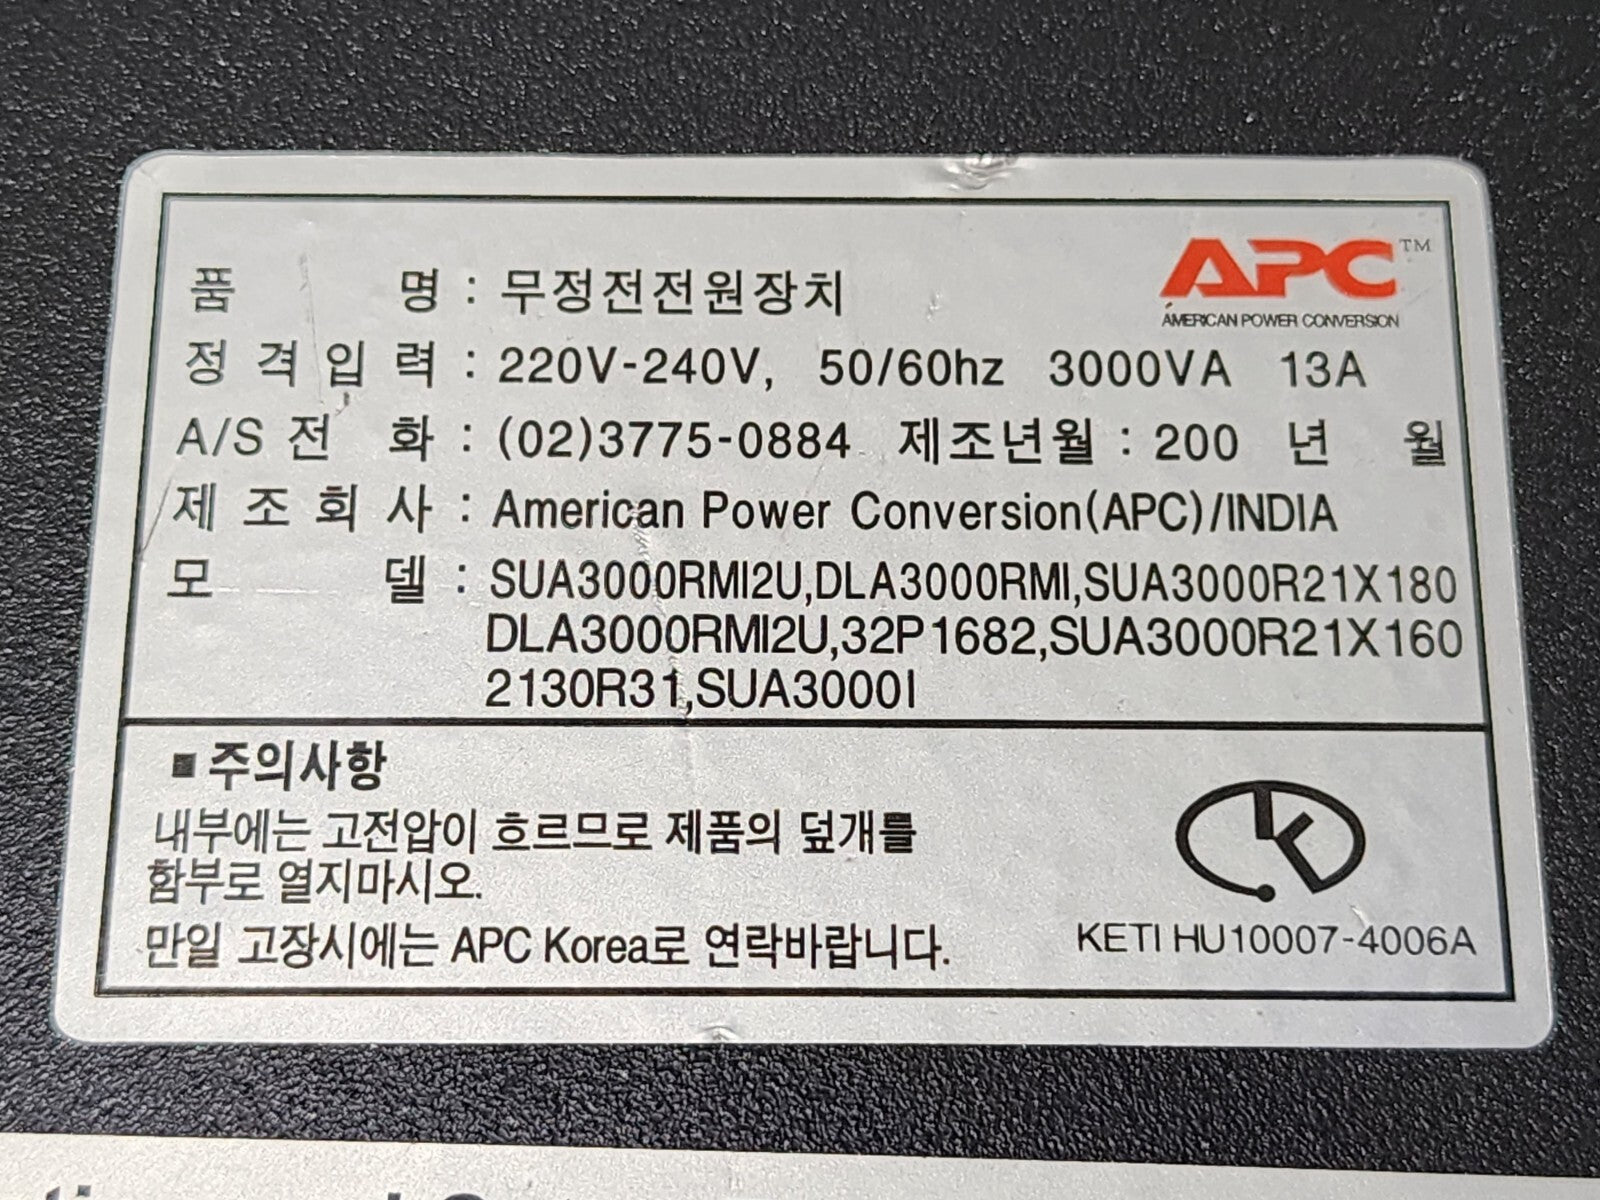 APC™
AMERICAN POWER CONVERSION
품 명 : 무정전전원장치
정 격 입 력 : 220V-240V, 50/60hz 3000VA 13A
A/S 전 화 : (02)3775-0884 제조년월 : 200 년 월
제 조 회 사 : American Power Conversion(APC)/INDIA
모 델 : SUA3000RMI2U,DLA3000RMI,SUA3000R21X180
DLA3000RMI2U,32P1682,SUA3000R21X160
2130R31,SUA3000I
■ 주의사항
내부에는 고전압이 흐르므로 제품의 덮개를
함부로 열지마시오.
만일 고장시에는 APC Korea로 연락바랍니다.
KETI HU10007-4006A